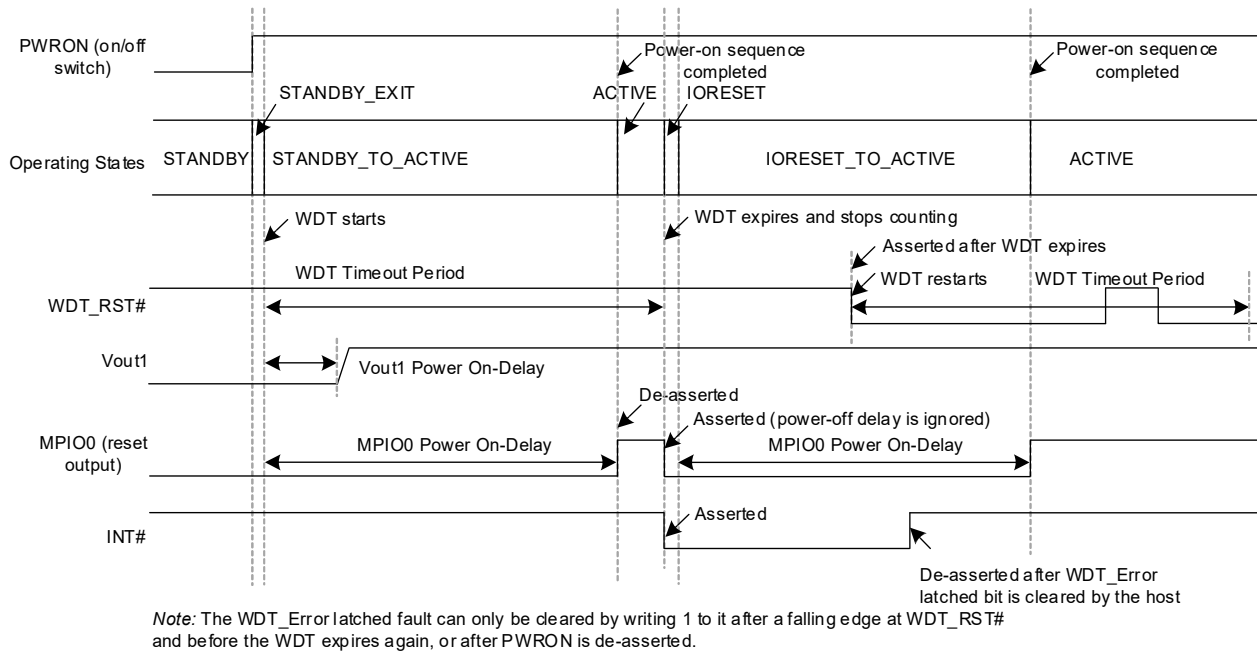 PWRON (on/off
switch)
Power-on sequence
completed
Power-on sequence
completed
STANDBY_EXIT
ACTIVE
IORESET
Operating States
STANDBY
STANDBY_TO_ACTIVE
IORESET_TO_ACTIVE
ACTIVE
WDT starts
WDT expires and stops counting
Asserted after WDT expires
WDT Timeout Period
WDT restarts
WDT Timeout Period
WDT_RST#
Vout1
Vout1 Power On-Delay
De-asserted
Asserted (power-off delay is ignored)
MPIO0 (reset
output)
MPIO0 Power On-Delay
MPIO0 Power On-Delay
INT#
Asserted
De-asserted after WDT_Error
latched bit is cleared by the host
Note: The WDT_Error latched fault can only be cleared by writing 1 to it after a falling edge at WDT_RST#
and before the WDT expires again, or after PWRON is de-asserted.